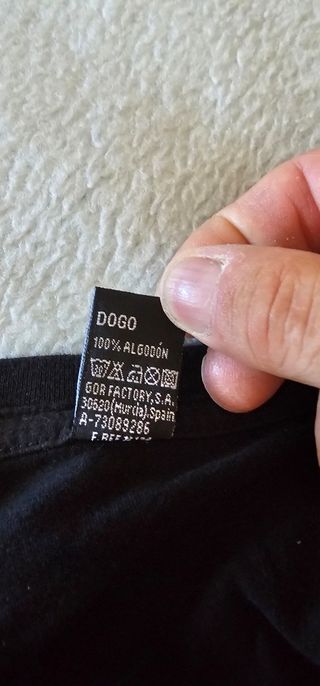 DOGO
100% ALGODÓN
GOR FACTORY,S.A.
30620(Murcia)Spain
A-73089286